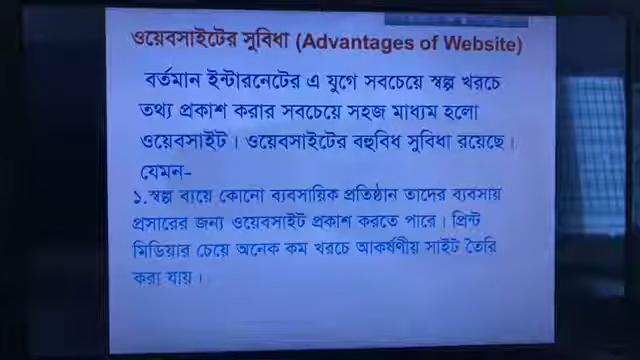 ওয়েবসাইটের সুবিধা (Advantages of Website)
বর্তমান ইন্টারনেটের এ যুগে সবচেয়ে স্বল্প খরচে
তথ্য প্রকাশ করার সবচেয়ে সহজ মাধ্যম হলো
ওয়েবসাইট। ওয়েবসাইটের বহুবিধ সুবিধা রয়েছে।
যেমন-
১.স্বল্প ব্যয়ে কোনো ব্যবসায়িক প্রতিষ্ঠান তাদের ব্যবসায়
প্রসারের জন্য ওয়েবসাইট প্রকাশ করতে পারে। প্রিন্ট
মিডিয়ার চেয়ে অনেক কম খরচে আকর্ষণীয় সাইট তৈরি
করা যায়।